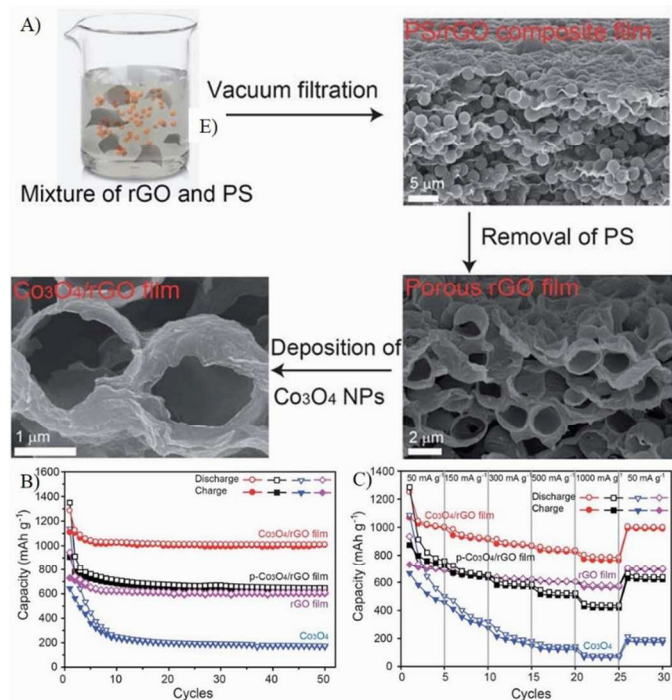 A)
PS/rGO composite film
Vacuum filtration
E)
5 μm
Mixture of rGO and PS
Removal of PS
Co3O4/rGO film
Porous rGO film
Deposition of
Co3O4 NPs
1 μm
2 μm
B)
1600
1400
1200
1000
800
600
400
200
0
Capacity (mAh g-1)
Discharge
Charge
Co3O4/rGO film
p-Co3O4/rGO film
rGO film
Co3O4
0 10 20 30 40 50
Cycles
C)
50 mA g-1 150 mA g-1 300 mA g-1 500 mA g-1 1000 mA g-1 50 mA g-1
1400
1200
1000
800
600
400
200
0
Capacity (mAh g-1)
Discharge
Charge
Co3O4/rGO film
p-Co3O4/rGO film
rGO film
Co3O4
0 5 10 15 20 25 30
Cycles